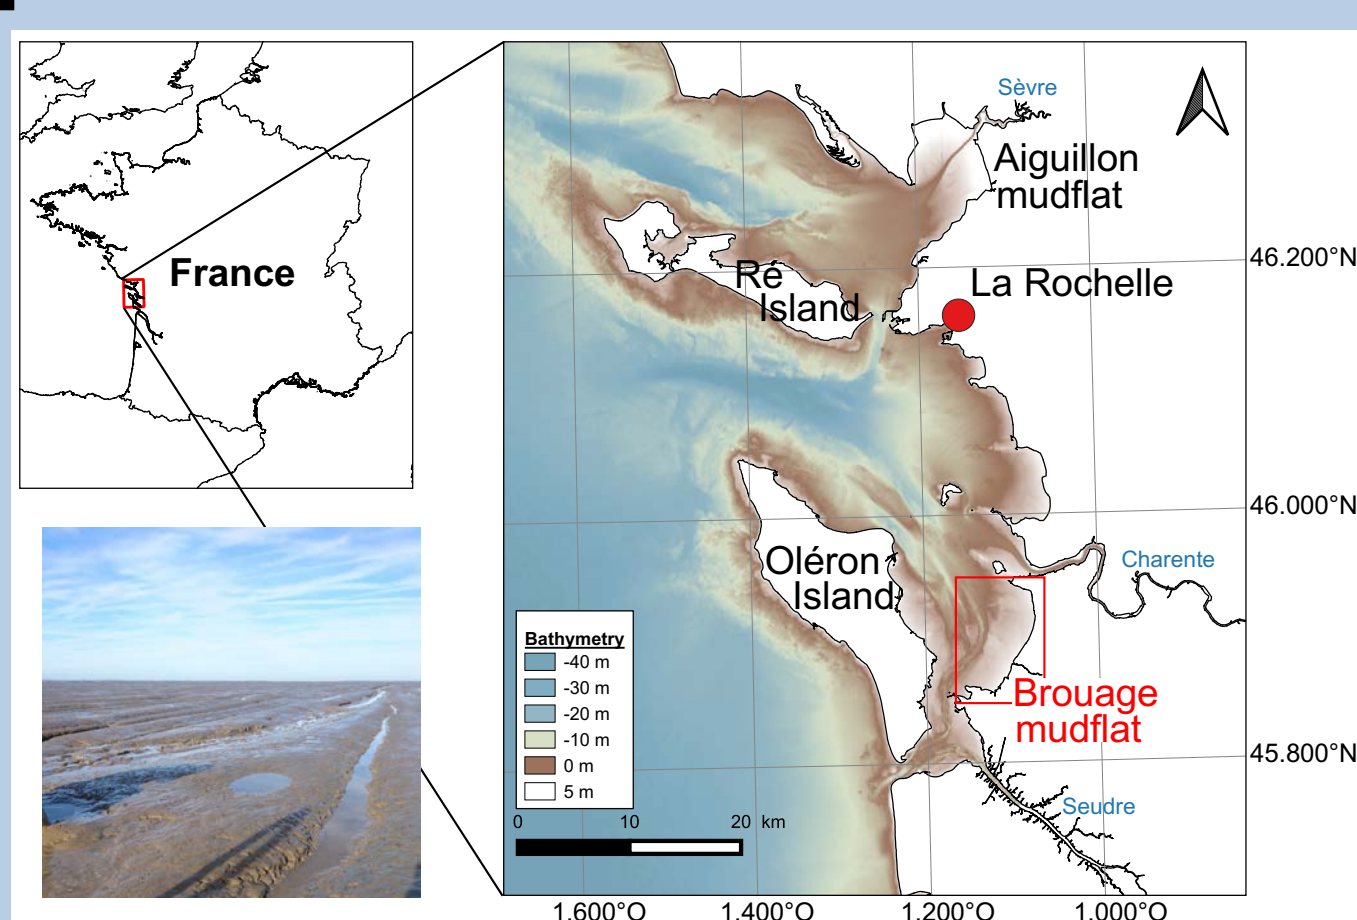 France
Sèvre
Aiguillon
mudflat
46.200°N
Ré
Island
La Rochelle
46.000°N
Oléron
Island
Charente
Bathymetry
-40 m
-30 m
-20 m
-10 m
0 m
5 m
Brouage
mudflat
45.800°N
Seudre
0 10 20 km
1.600°O 1.400°O 1.200°O 1.000°O